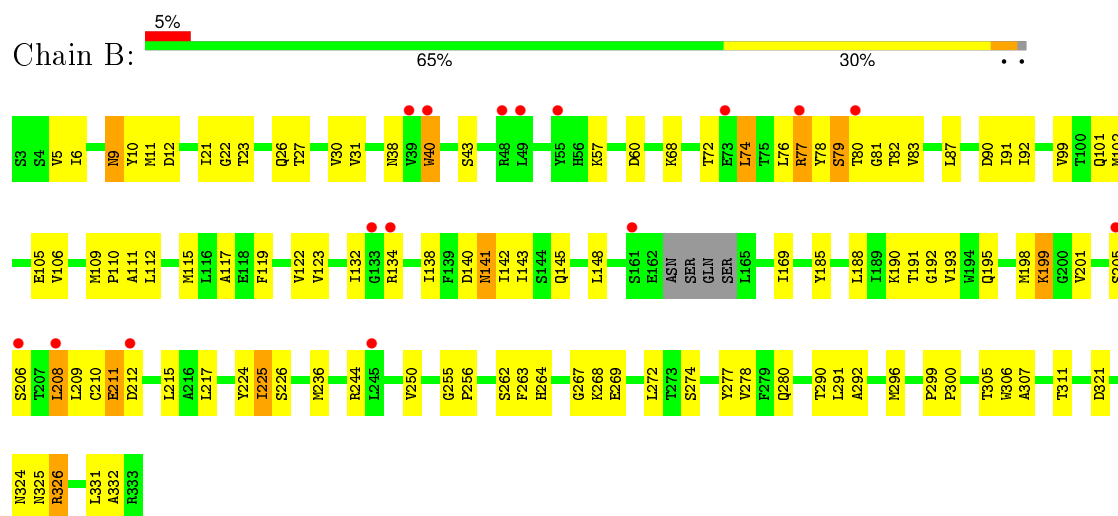 5%
Chain B:
65% 30% • •
S3 S4 V5 I6 N9 Y10 M11 D12 I21 G22 T23 Q26 T27 V30 V31 N38 V39 W40 S43 R48 L49 Y55 H56 K57 D60 K68 T72 E73 L74 T75 L76 R77 Y78 S79 T80 G81 T82 V83 L87 D90 I91 I92 V99 T100 Q101 M102
E105 V106 M109 P110 A111 L112 M115 L116 A117 E118 F119 V122 V123 I132 G133 R134 I138 F139 D140 N141 I142 I143 S144 Q145 L148 S161 E162 ASN SER GLN SER L165 I169 Y185 L188 I189 K190 T191 G192 V193 W194 Q195 M198 K199 G200 V201 S205
S206 T207 L208 L209 C210 E211 D212 L215 A216 L217 Y224 I225 S226 M236 R244 L245 V250 G255 P256 S262 F263 H264 G267 K268 E269 L272 T273 S274 Y277 V278 F279 Q280 T290 L291 A292 M296 P299 P300 T305 W306 A307 T311 D321
N324 N325 R326 L331 A332 R333